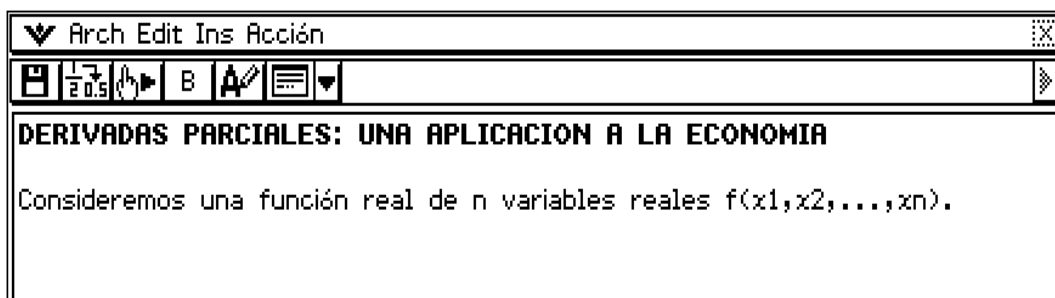 Arch Edit Ins Acción
B
DERIVADAS PARCIALES: UNA APLICACION A LA ECONOMIA
Consideremos una función real de n variables reales f(x1,x2,...,xn).